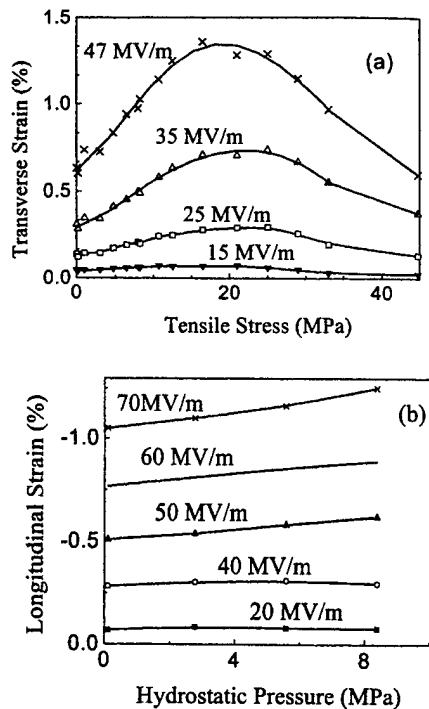 1.5
47 MV/m
(a)
1.0
35 MV/m
0.5
25 MV/m
15 MV/m
0.0
0
20
40
Transverse Strain (%)
Tensile Stress (MPa)
70MV/m
(b)
-1.0
60 MV/m
50 MV/m
-0.5
40 MV/m
20 MV/m
0.0
0
4
8
Longitudinal Strain (%)
Hydrostatic Pressure (MPa)